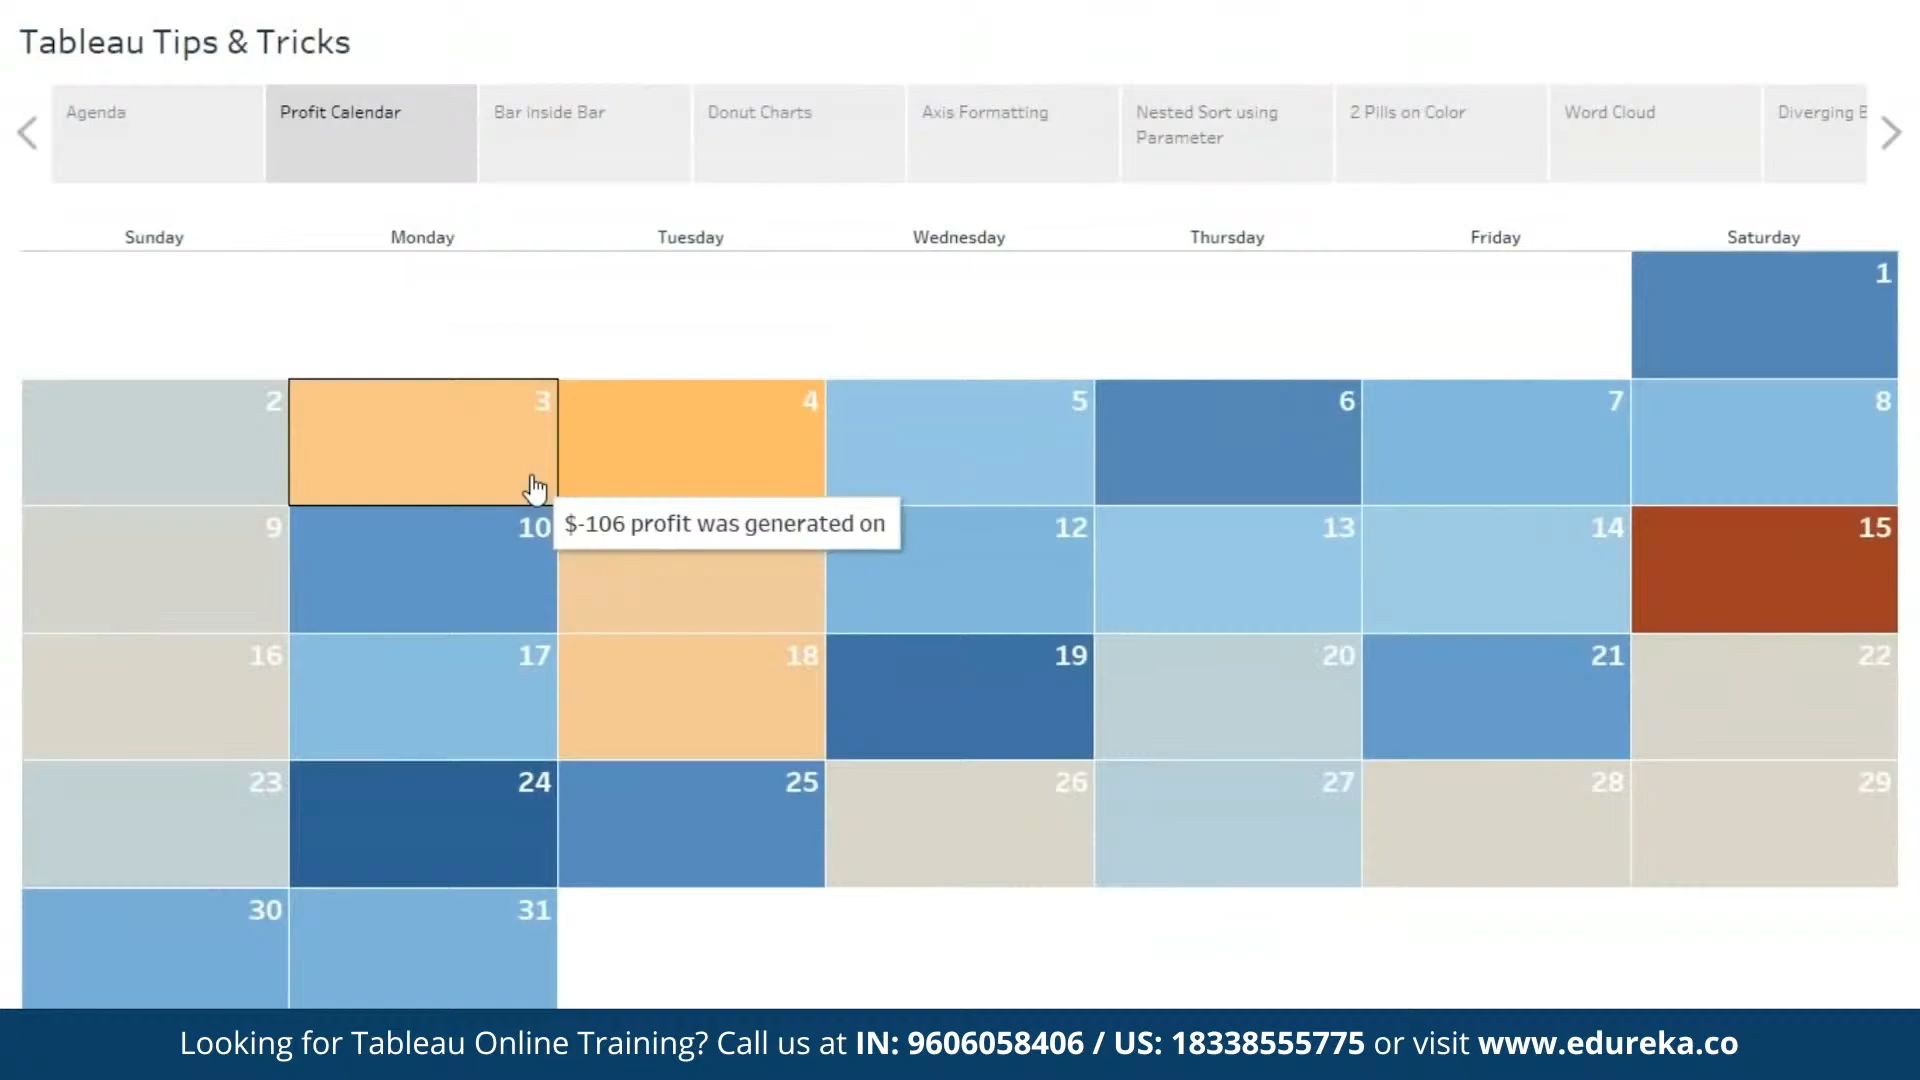 Tableau Tips & Tricks
Agenda
Profit Calendar
Bar inside Bar
Donut Charts
Axis Formatting
Nested Sort using
Parameter
2 Pills on Color
Word Cloud
Diverging
Sunday Monday Tuesday Wednesday Thursday Friday Saturday
1
2 3 4 5 6 7 8
9 10 12 13 14 15
$-106 profit was generated on
16 17 18 19 20 21 22
23 24 25 26 27 28 29
30 31
Looking for Tableau Online Training? Call us at IN: 9606058406 / US: 18338555775 or visit www.edureka.co